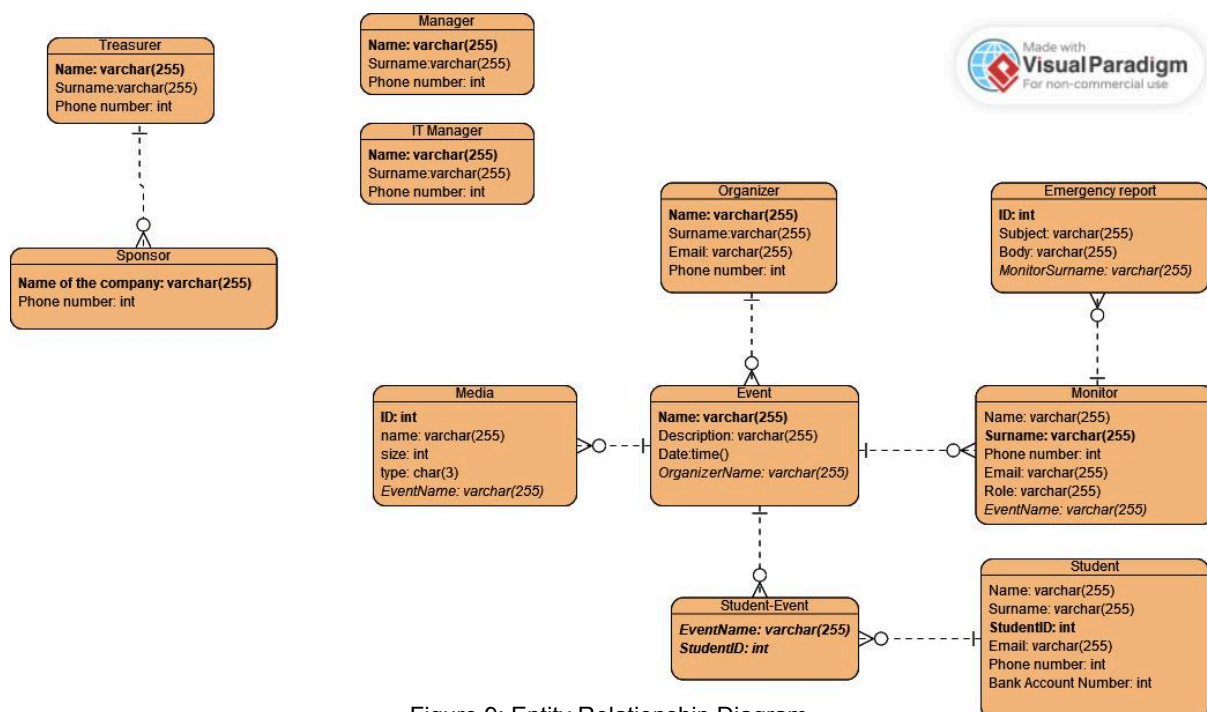 Treasurer
Name: varchar(255)
Surname:varchar(255)
Phone number: int
Manager
Name: varchar(255)
Surname:varchar(255)
Phone number: int
Made with
VisualParadigm
For non-commercial use
IT Manager
Name: varchar(255)
Surname:varchar(255)
Phone number: int
Sponsor
Name of the company: varchar(255)
Phone number: int
Organizer
Name: varchar(255)
Surname:varchar(255)
Email: varchar(255)
Phone number: int
Emergency report
ID: int
Subject: varchar(255)
Body: varchar(255)
MonitorSurname: varchar(255)
Media
ID: int
name: varchar(255)
size: int
type: char(3)
EventName: varchar(255)
Event
Name: varchar(255)
Description: varchar(255)
Date:time()
OrganizerName: varchar(255)
Monitor
Name: varchar(255)
Surname: varchar(255)
Phone number: int
Email: varchar(255)
Role: varchar(255)
EventName: varchar(255)
Student-Event
EventName: varchar(255)
StudentID: int
Student
Name: varchar(255)
Surname: varchar(255)
StudentID: int
Email: varchar(255)
Phone number: int
Bank Account Number: int
Entity Relationship Diagram